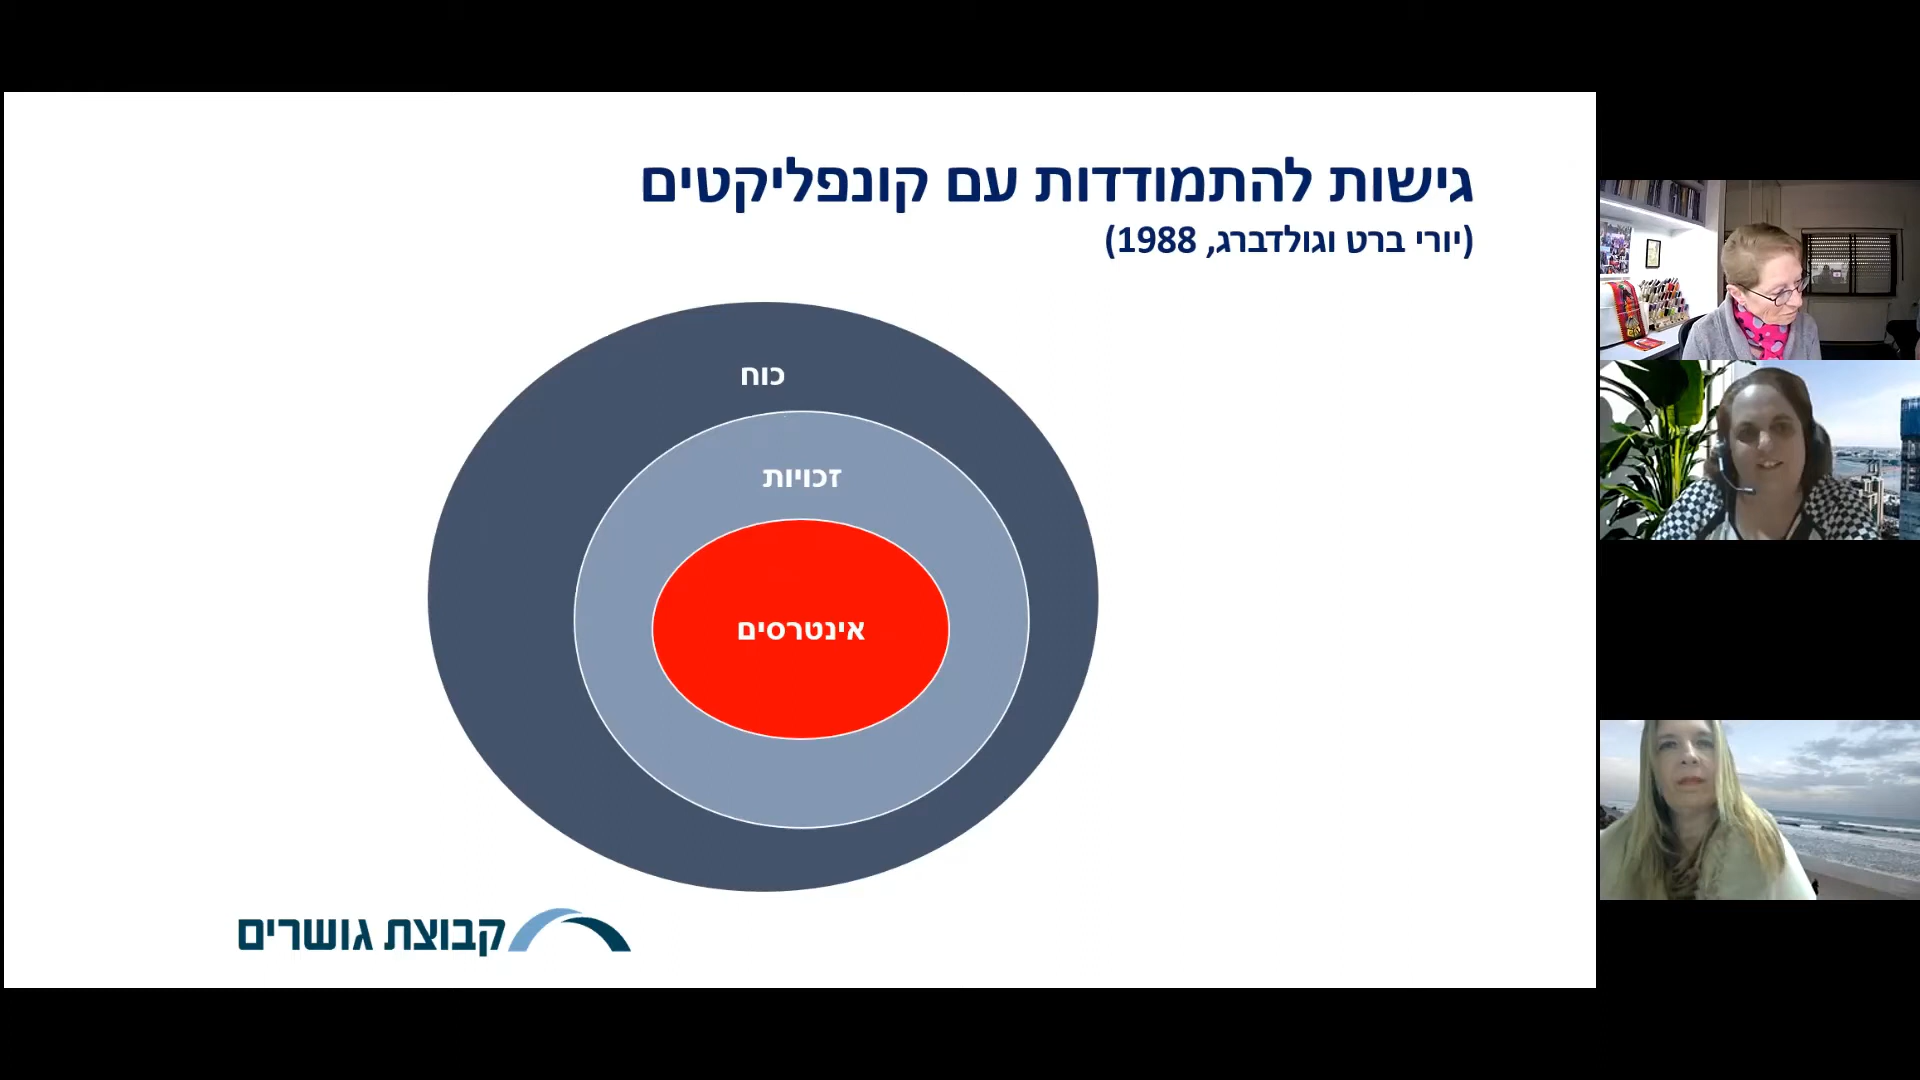 גישות להתמודדות עם קונפליקטים
(יורי ברט וגולדברג, 1988)
כוח
זכויות
אינטרסים
קבוצת גושרים